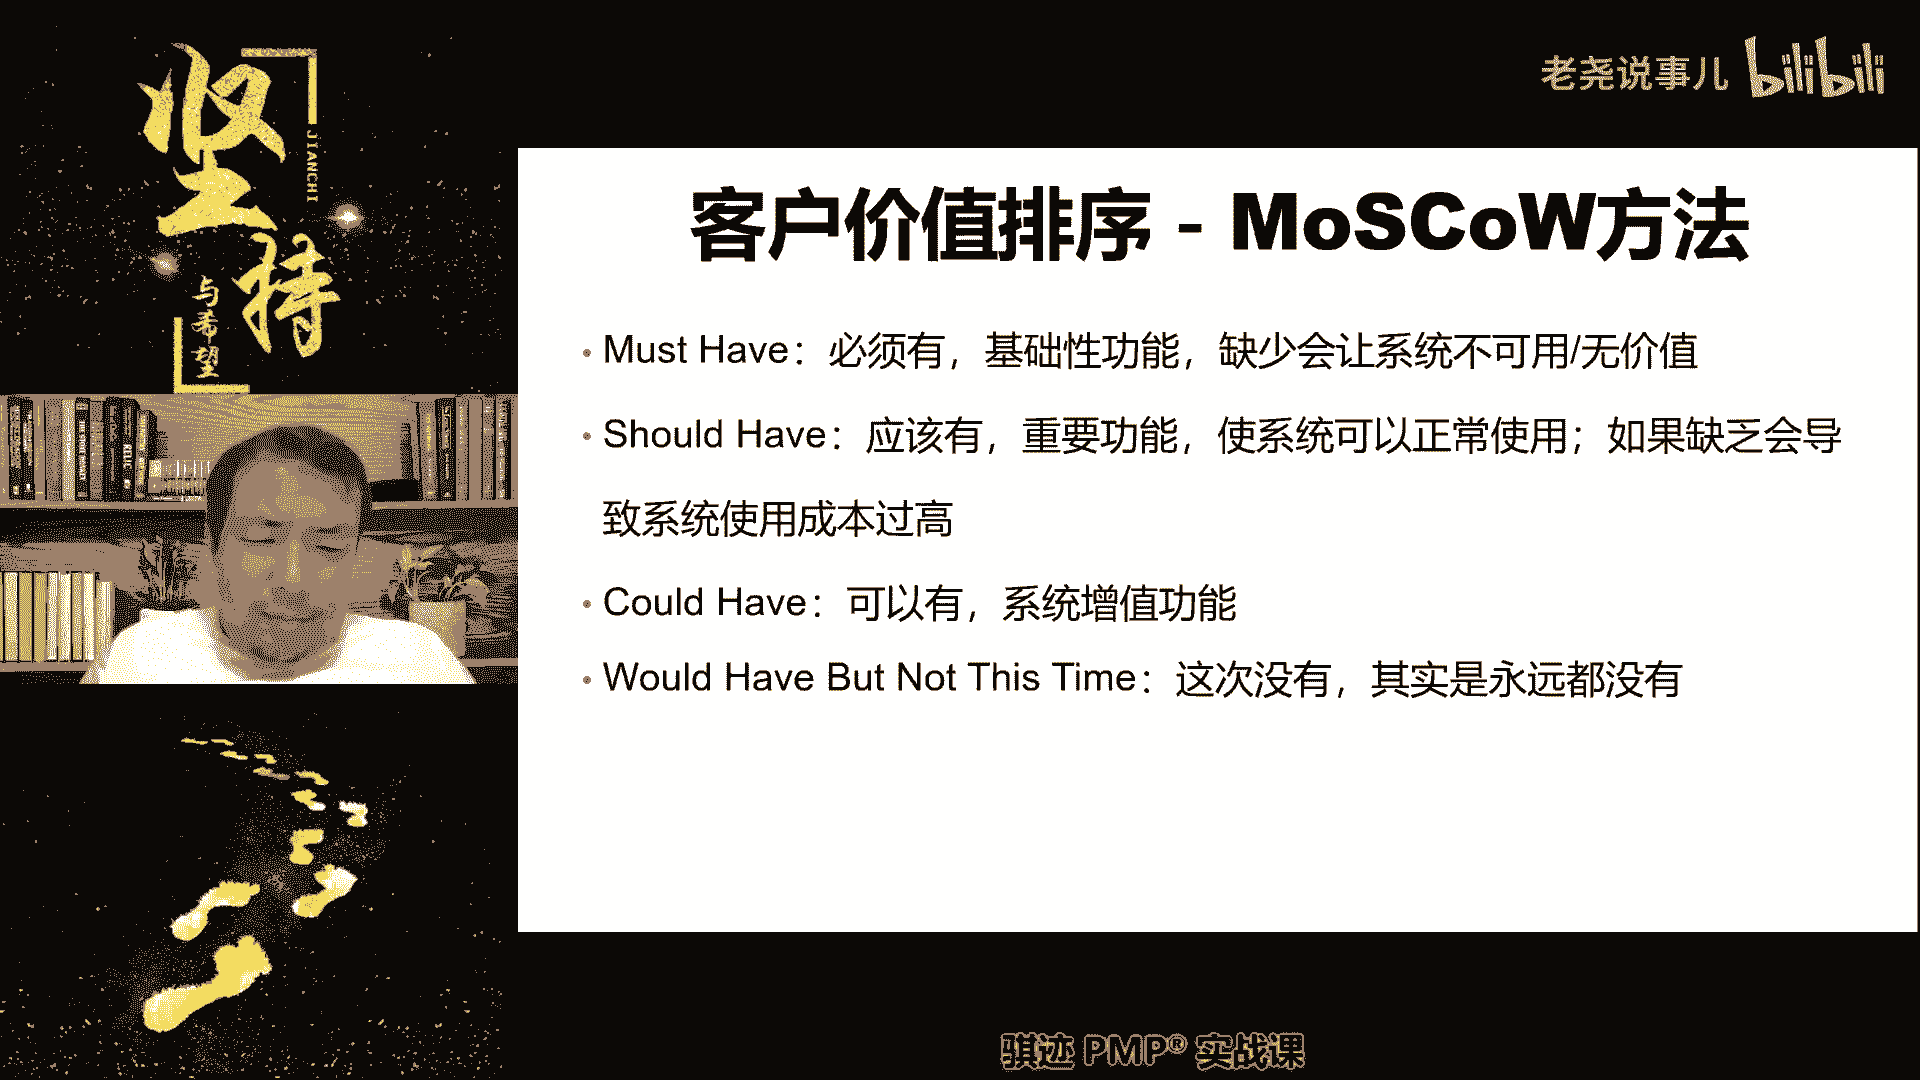 坚持
JIANCHI
与希望
老尧说事儿 bilibili
客户价值排序 - MoSCoW方法
• Must Have：必须有，基础性功能，缺少会让系统不可用/无价值
• Should Have：应该有，重要功能，使系统可以正常使用；如果缺乏会导
致系统使用成本过高
• Could Have：可以有，系统增值功能
• Would Have But Not This Time：这次没有，其实是永远都没有
骐迹 PMP® 实战课